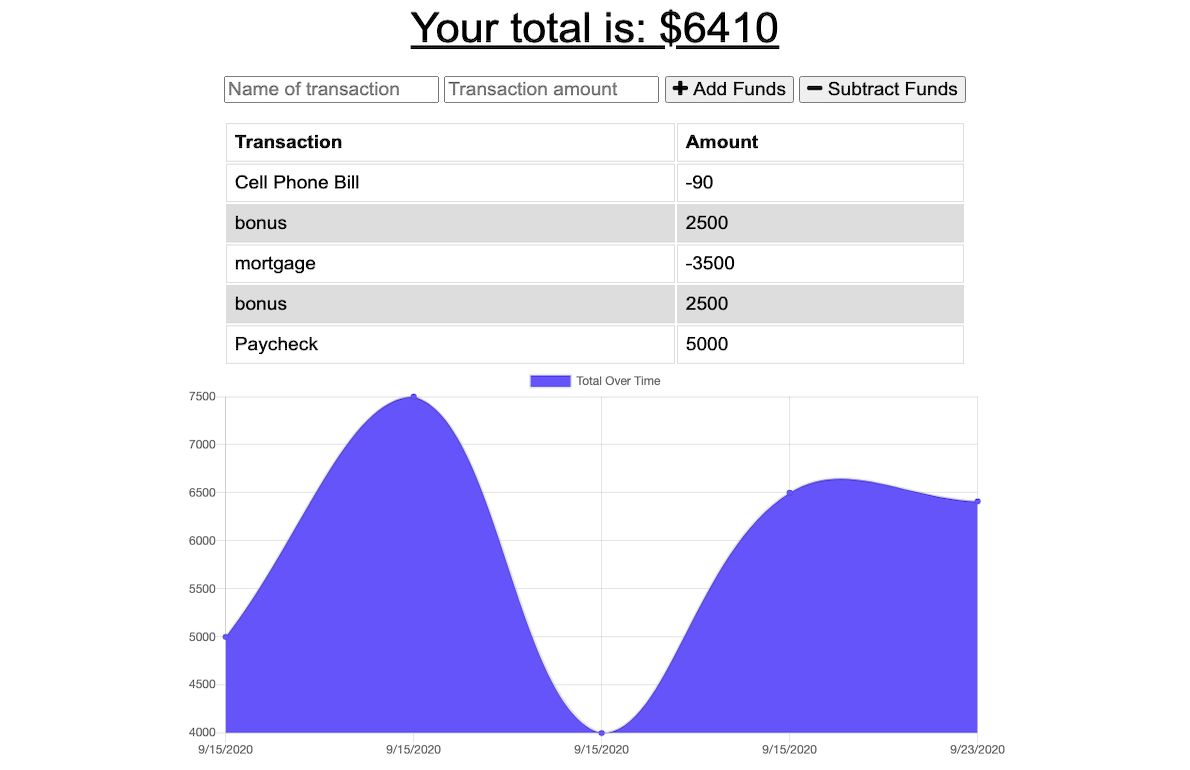 Your total is: $6410
Name of transaction Transaction amount Add Funds Subtract Funds
Transaction Amount
Cell Phone Bill -90
bonus 2500
mortgage -3500
bonus 2500
Paycheck 5000
Total Over Time
7500
7000
6500
6000
5500
5000
4500
4000
9/15/2020 9/15/2020 9/15/2020 9/15/2020 9/23/2020